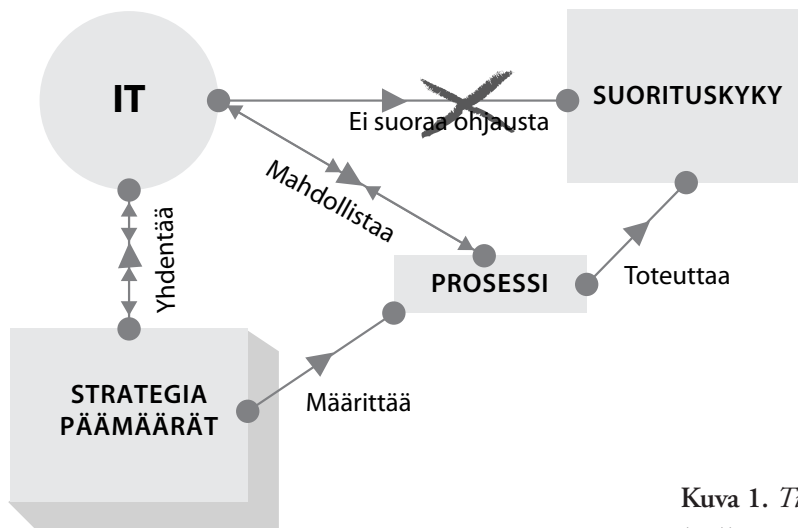 IT
SUORITUSKYKY
Ei suoraa ohjausta
Mahdollistaa
Yhdentää
PROSESSI
Toteuttaa
STRATEGIA
PÄÄMÄÄRÄT
Määrittää
Kuva 1.